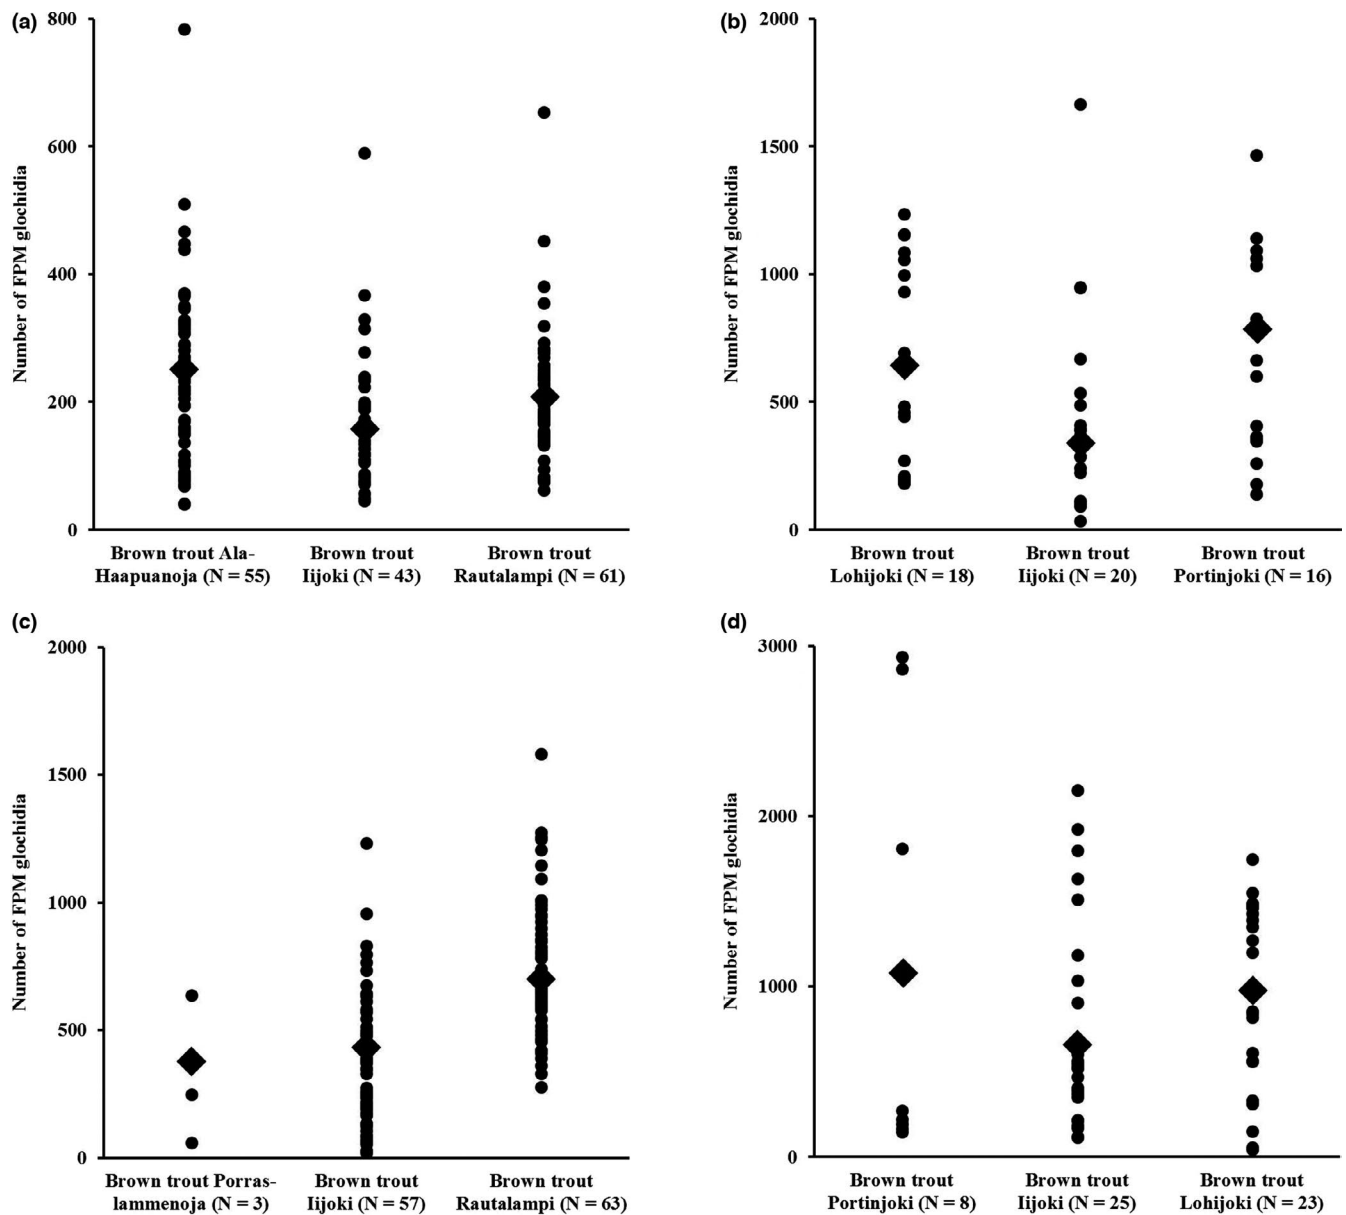 (a)
800
600
400
200
0
Number of FPM glochidia
Brown trout Ala-
Haapuanoja (N = 55)
Brown trout
Iijoki (N = 43)
Brown trout
Rautalampi (N = 61)
(b)
2000
1500
1000
500
0
Number of FPM glochidia
Brown trout
Lohijoki (N = 18)
Brown trout
Iijoki (N = 20)
Brown trout
Portinjoki (N = 16)
(c)
2000
1500
1000
500
0
Number of FPM glochidia
Brown trout Porras-
lammenoja (N = 3)
Brown trout
Iijoki (N = 57)
Brown trout
Rautalampi (N = 63)
(d)
3000
2000
1000
0
Number of FPM glochidia
Brown trout
Portinjoki (N = 8)
Brown trout
Iijoki (N = 25)
Brown trout
Lohijoki (N = 23)